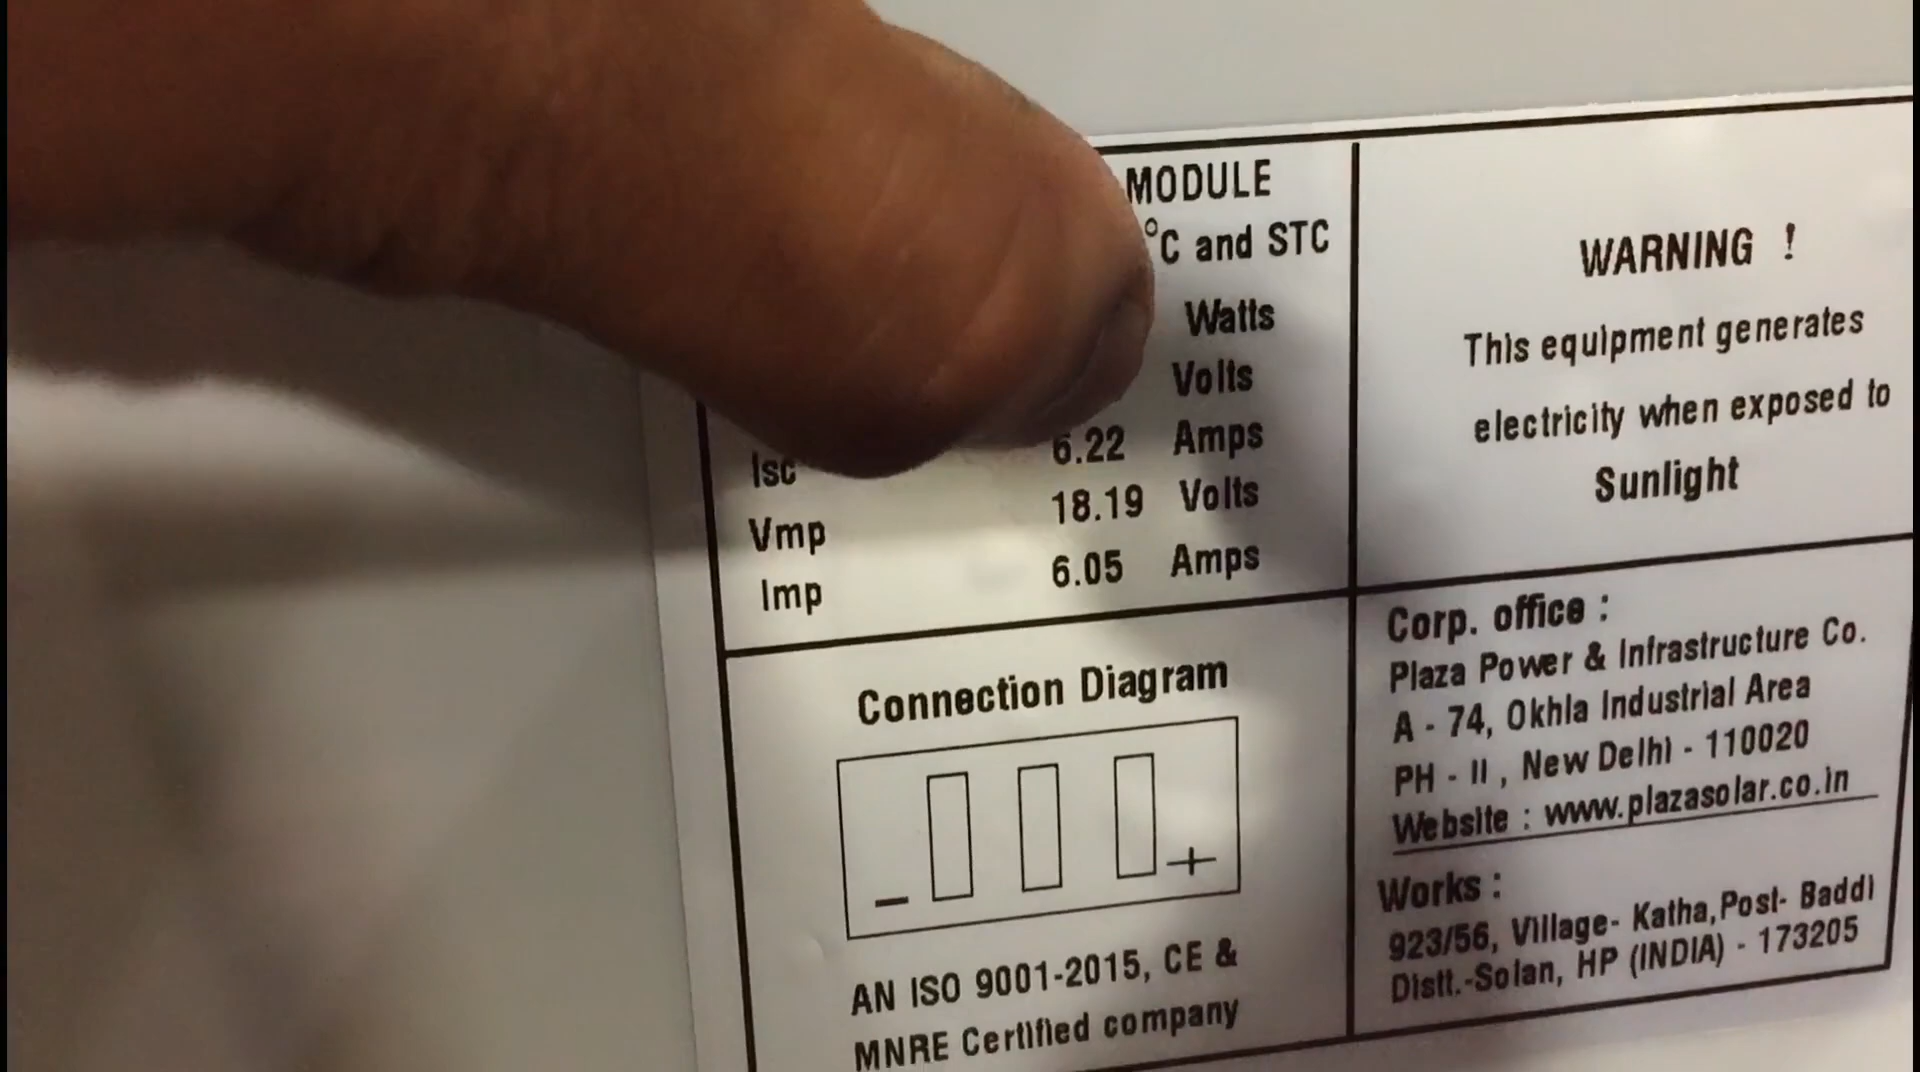 MODULE
°C and STC
Watts
Volts
Isc 6.22 Amps
Vmp 18.19 Volts
Imp 6.05 Amps
WARNING !
This equipment generates
electricity when exposed to
Sunlight
Connection Diagram
- +
AN ISO 9001-2015, CE &
MNRE Certified company
Corp. office :
Plaza Power & Infrastructure Co.
A - 74, Okhla Industrial Area
PH - II , New Delhi - 110020
Website : www.plazasolar.co.in
Works :
923/56, Village- Katha,Post- Baddi
Distt.-Solan, HP (INDIA) - 173205